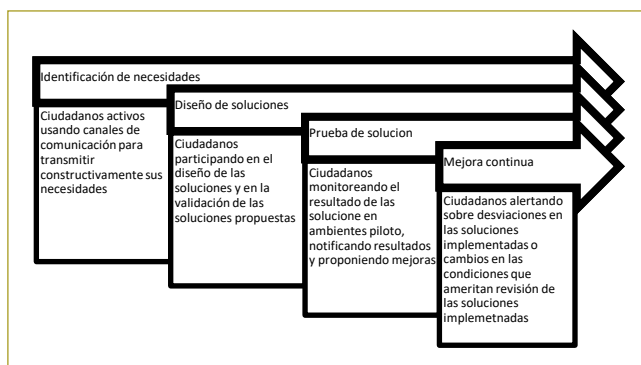 Identificación de necesidades
Ciudadanos activos
usando canales de
comunicación para
transmitir
constructivamente sus
necesidades
Diseño de soluciones
Ciudadanos
participando en el
diseño de las
soluciones y en la
validación de las
soluciones propuestas
Prueba de solucion
Ciudadanos
monitoreando el
resultado de las
solucione en
ambientes piloto,
notificando resultados
y proponiendo mejoras
Mejora continua
Ciudadanos alertando
sobre desviaciones en
las soluciones
implementadas o
cambios en las
condiciones que
ameritan revisión de
las soluciones
implemetnadas